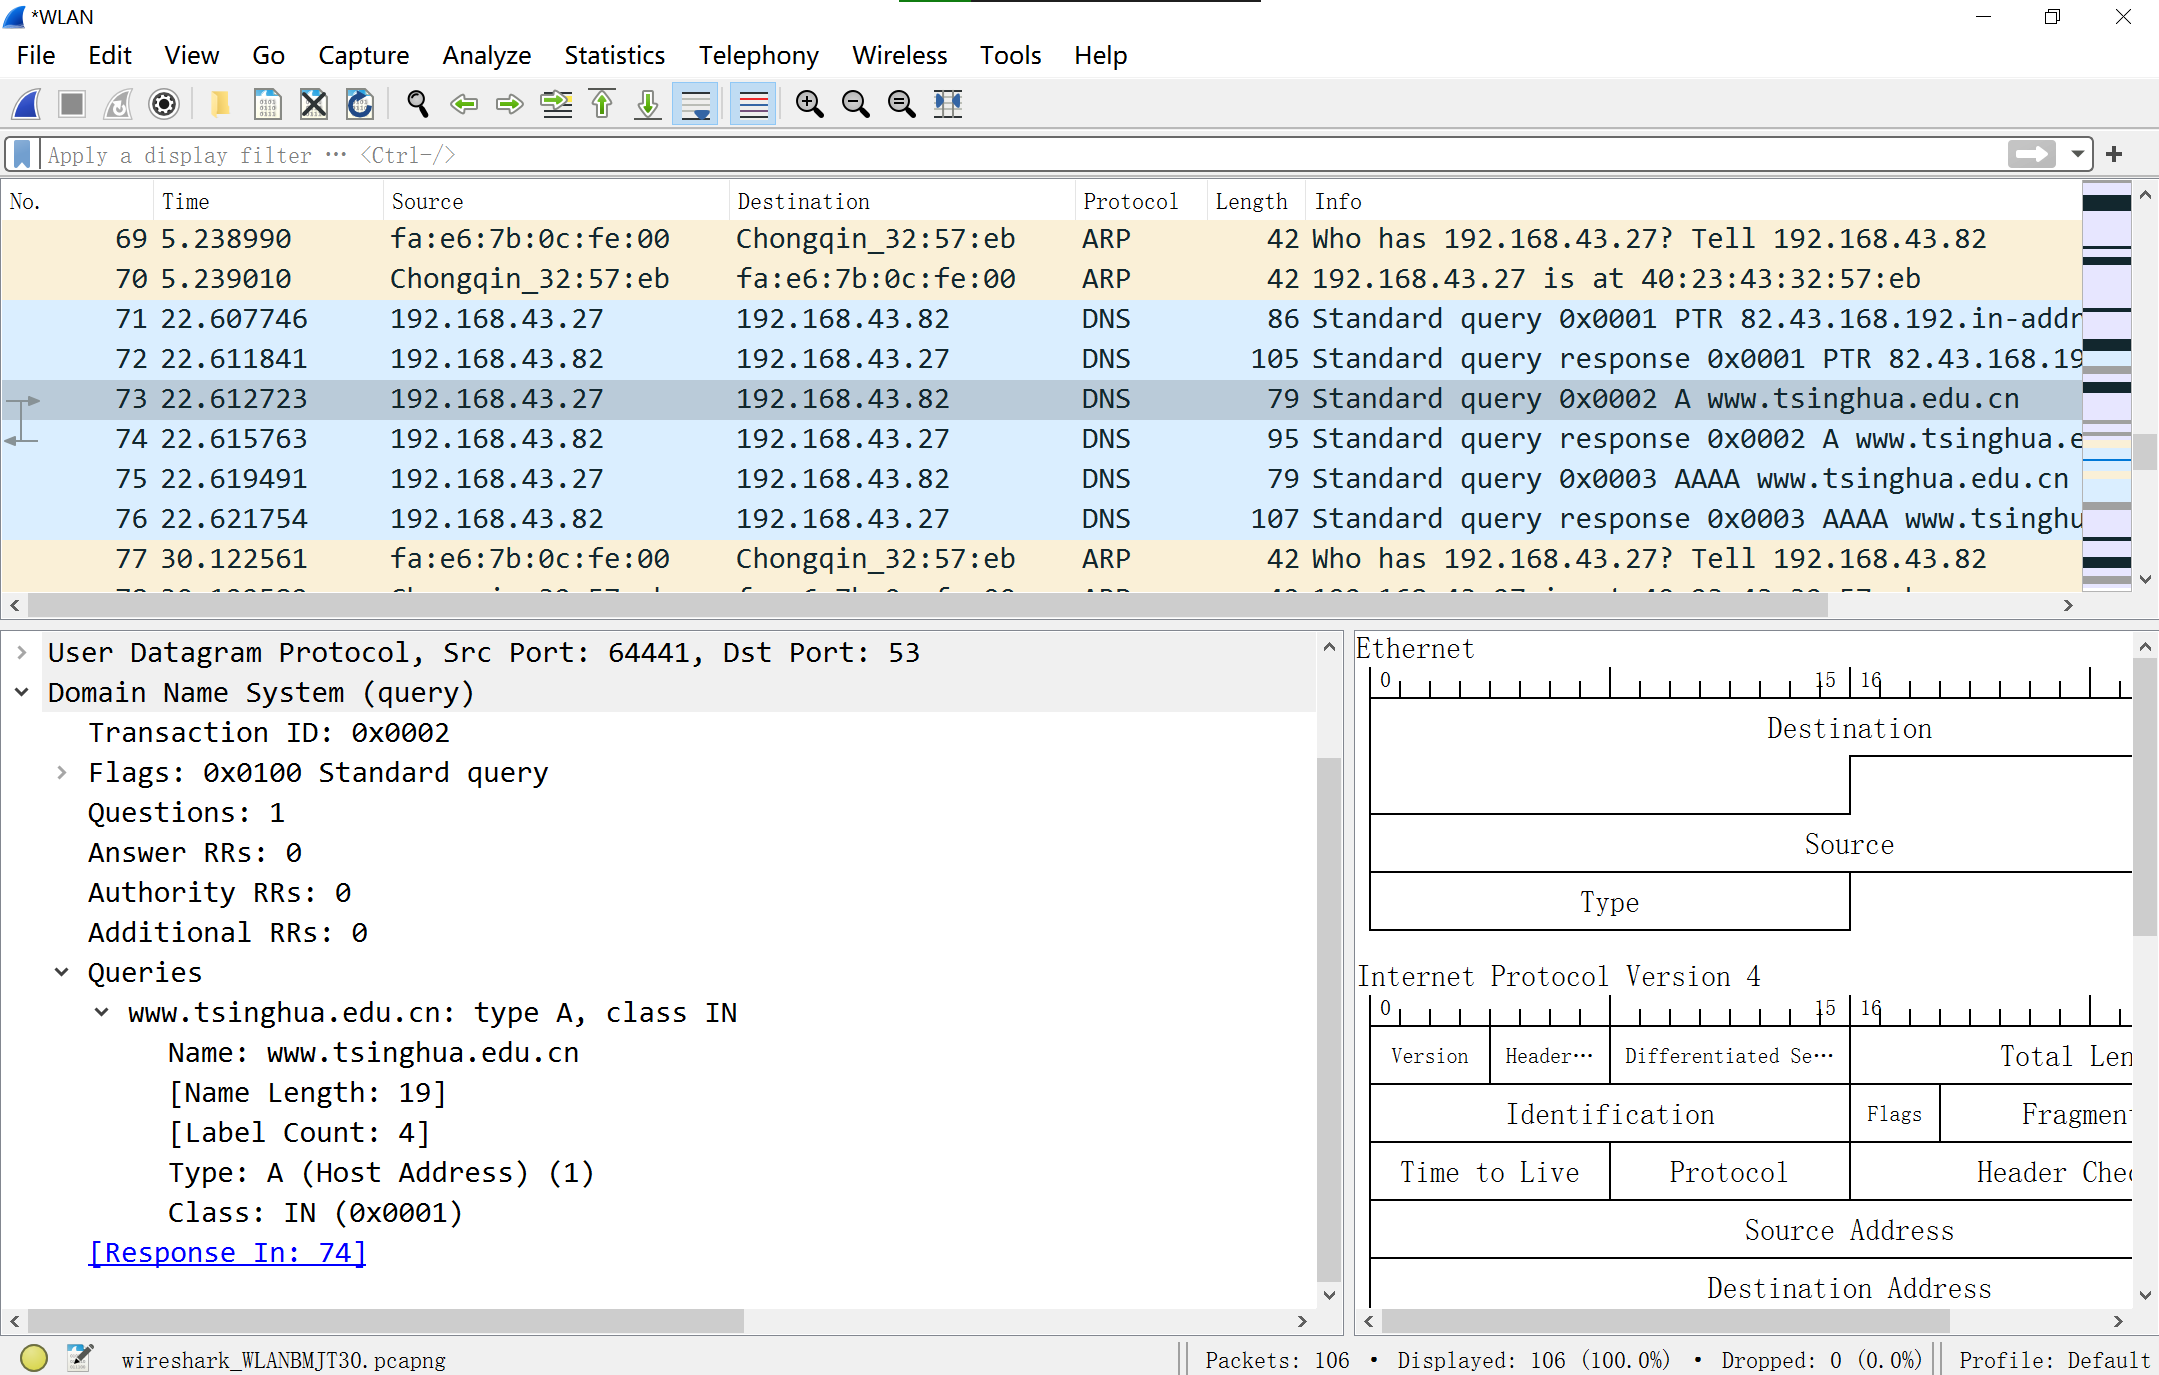 *WLAN
File Edit View Go Capture Analyze Statistics Telephony Wireless Tools Help
Apply a display filter ··· <Ctrl-/>
No. Time Source Destination Protocol Length Info
69 5.238990 fa:e6:7b:0c:fe:00 Chongqin_32:57:eb ARP 42 Who has 192.168.43.27? Tell 192.168.43.82
70 5.239010 Chongqin_32:57:eb fa:e6:7b:0c:fe:00 ARP 42 192.168.43.27 is at 40:23:43:32:57:eb
71 22.607746 192.168.43.27 192.168.43.82 DNS 86 Standard query 0x0001 PTR 82.43.168.192.in-addr
72 22.611841 192.168.43.82 192.168.43.27 DNS 105 Standard query response 0x0001 PTR 82.43.168.19
73 22.612723 192.168.43.27 192.168.43.82 DNS 79 Standard query 0x0002 A www.tsinghua.edu.cn
74 22.615763 192.168.43.82 192.168.43.27 DNS 95 Standard query response 0x0002 A www.tsinghua.e
75 22.619491 192.168.43.27 192.168.43.82 DNS 79 Standard query 0x0003 AAAA www.tsinghua.edu.cn
76 22.621754 192.168.43.82 192.168.43.27 DNS 107 Standard query response 0x0003 AAAA www.tsinghu
77 30.122561 fa:e6:7b:0c:fe:00 Chongqin_32:57:eb ARP 42 Who has 192.168.43.27? Tell 192.168.43.82
User Datagram Protocol, Src Port: 64441, Dst Port: 53
Domain Name System (query)
Transaction ID: 0x0002
Flags: 0x0100 Standard query
Questions: 1
Answer RRs: 0
Authority RRs: 0
Additional RRs: 0
Queries
www.tsinghua.edu.cn: type A, class IN
Name: www.tsinghua.edu.cn
[Name Length: 19]
[Label Count: 4]
Type: A (Host Address) (1)
Class: IN (0x0001)
[Response In: 74]
Ethernet
0 15 16
Destination
Source
Type
Internet Protocol Version 4
0 15 16
Version Header··· Differentiated Se··· Total Len
Identification Flags Fragment
Time to Live Protocol Header Chec
Source Address
Destination Address
wireshark_WLANBMJT30.pcapng
Packets: 106 · Displayed: 106 (100.0%) · Dropped: 0 (0.0%)
Profile: Default